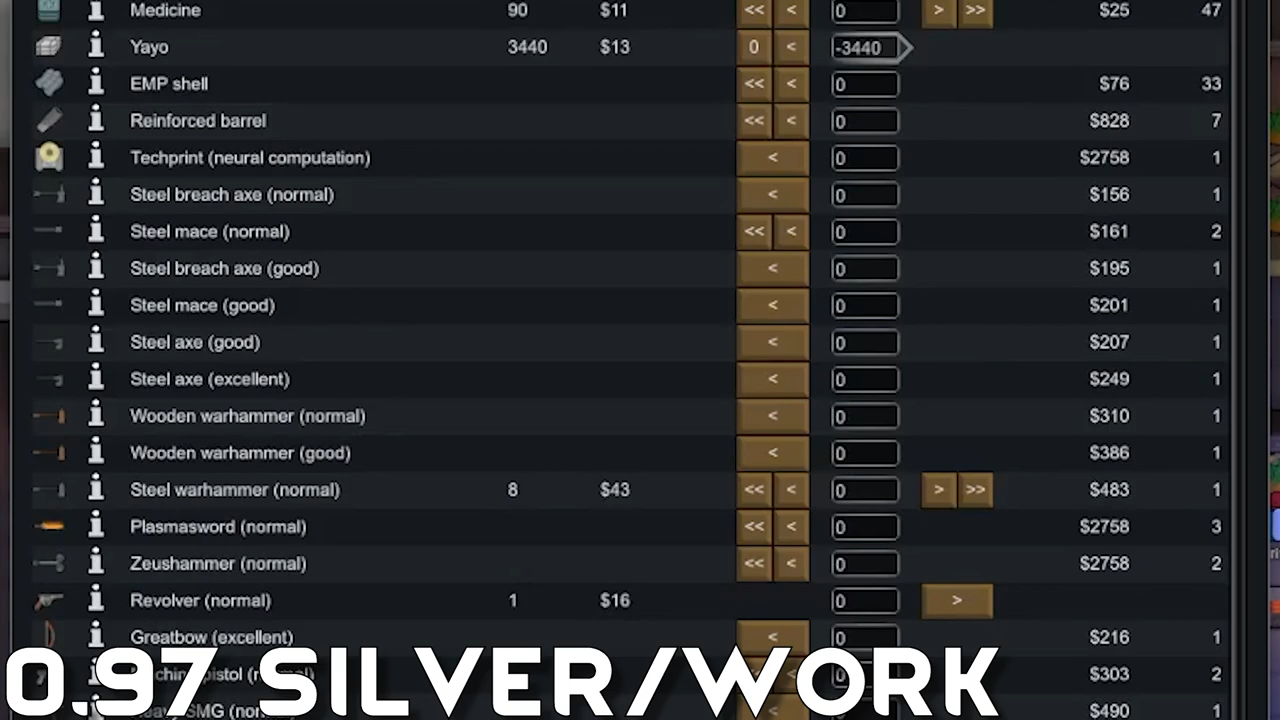 Medicine 90 $11 << < 0 > >> $25 47
Yayo 3440 $13 0 < -3440
EMP shell << < 0 $76 33
Reinforced barrel << < 0 $828 7
Techprint (neural computation) < 0 $2758 1
Steel breach axe (normal) < 0 $156 1
Steel mace (normal) << < 0 $161 2
Steel breach axe (good) < 0 $195 1
Steel mace (good) < 0 $201 1
Steel axe (good) < 0 $207 1
Steel axe (excellent) < 0 $249 1
Wooden warhammer (normal) < 0 $310 1
Wooden warhammer (good) < 0 $386 1
Steel warhammer (normal) 8 $43 << < 0 > >> $483 1
Plasmasword (normal) << < 0 $2758 3
Zeushammer (normal) << < 0 $2758 2
Revolver (normal) 1 $16 0 > 
Greatbow (excellent) < 0 $216 1
pistol < 0 $303 2
SMG < 0 $490 1
0.97 SILVER/WORK